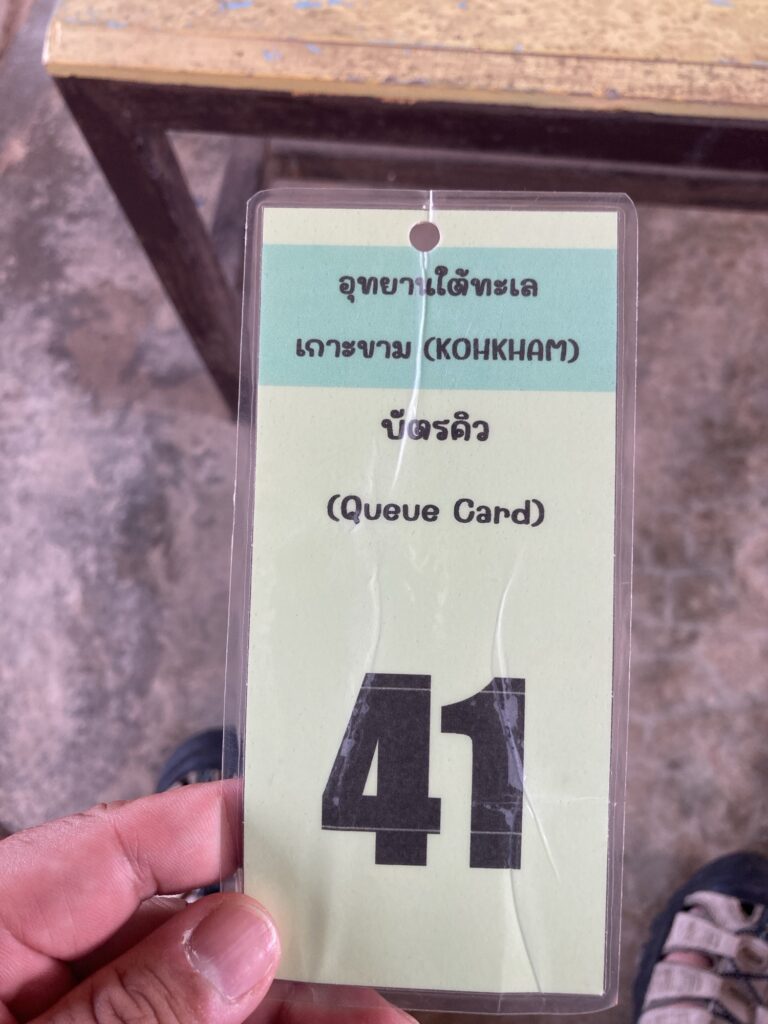 อุทยานใต้ทะเล
เกาะขาม (KOHKHAM)
บัตรคิว
(Queue Card)
41